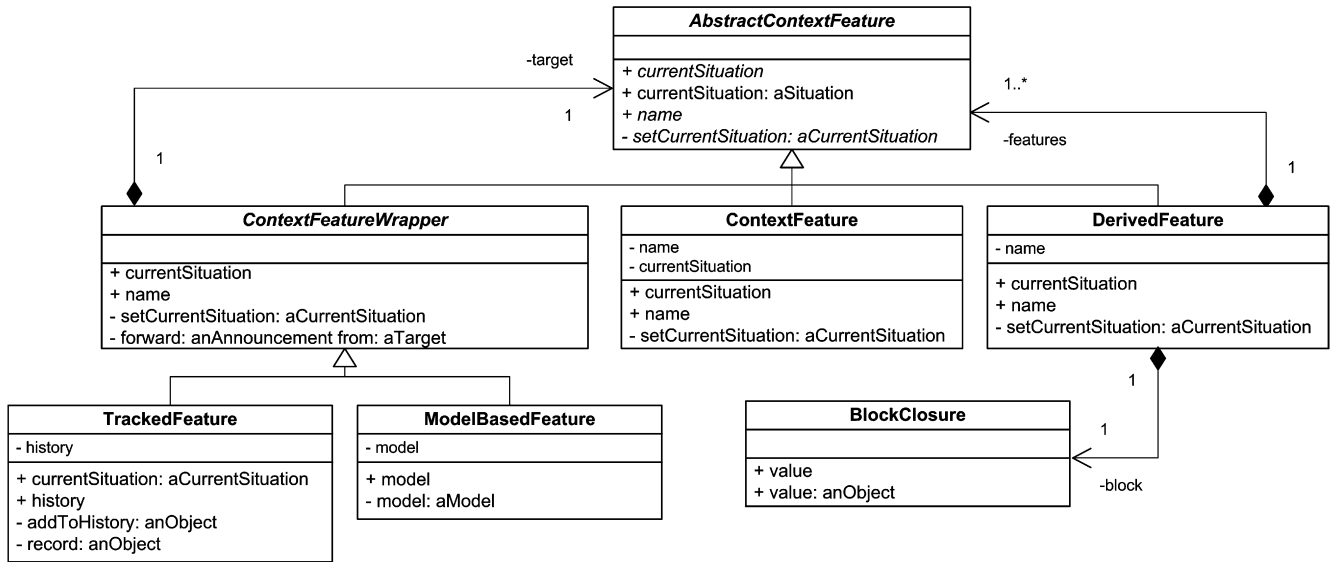 AbstractContextFeature
+ currentSituation
+ currentSituation: aSituation
+ name
- setCurrentSituation: aCurrentSituation
-target
1
1
1..*
-features
1
ContextFeatureWrapper
+ currentSituation
+ name
- setCurrentSituation: aCurrentSituation
- forward: anAnnouncement from: aTarget
ContextFeature
- name
- currentSituation
+ currentSituation
+ name
- setCurrentSituation: aCurrentSituation
DerivedFeature
- name
+ currentSituation
+ name
- setCurrentSituation: aCurrentSituation
TrackedFeature
- history
+ currentSituation: aCurrentSituation
+ history
- addToHistory: anObject
- record: anObject
ModelBasedFeature
- model
+ model
- model: aModel
BlockClosure
+ value
+ value: anObject
1
1
-block